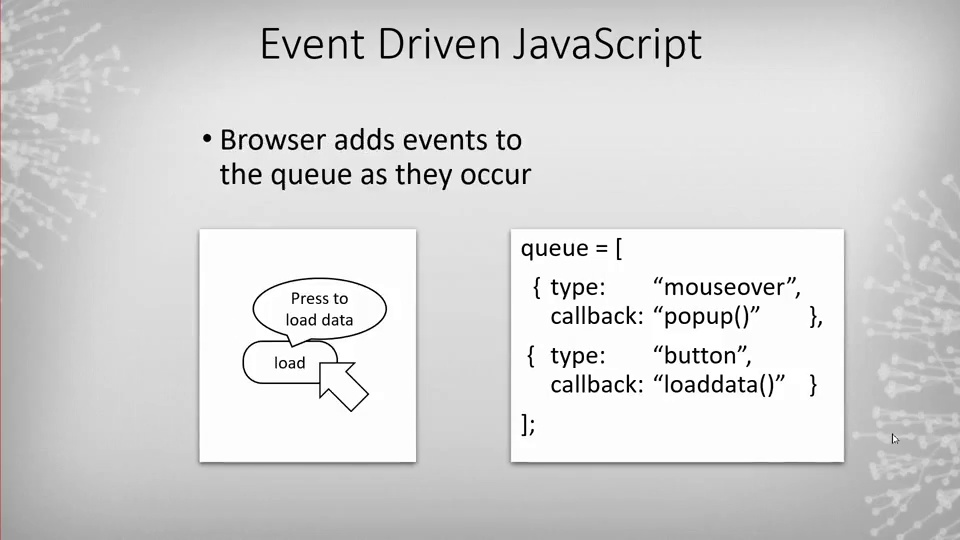 Event Driven JavaScript
• Browser adds events to
the queue as they occur
Press to
load data
load
queue = [
{ type: “mouseover”,
callback: “popup()” },
{ type: “button”,
callback: “loaddata()” }
];